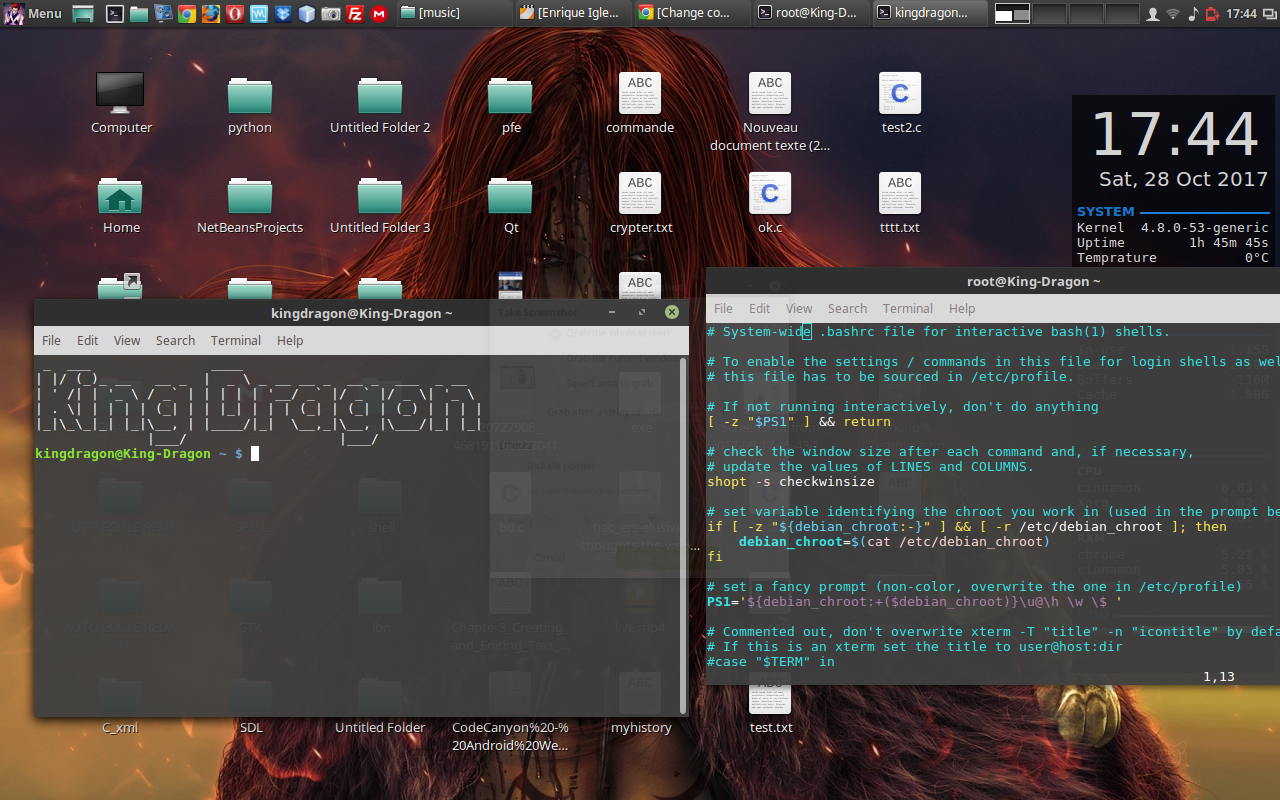 Menu
[music]
[Enrique Igle...
[Change co...
root@King-D...
kingdragon...
17:44
Computer
python
Untitled Folder 2
pfe
commande
Nouveau
document texte (2...
test2.c
17:44
Sat, 28 Oct 2017
Home
NetBeansProjects
Untitled Folder 3
Qt
crypter.txt
ok.c
tttt.txt
SYSTEM
Kernel 4.8.0-53-generic
Uptime 1h 45m 45s
Temprature 0°C
kingdragon@King-Dragon ~
File Edit View Search Terminal Help
KingDragon
kingdragon@King-Dragon ~ $
root@King-Dragon ~
File Edit View Search Terminal Help
# System-wide .bashrc file for interactive bash(1) shells.
# To enable the settings / commands in this file for login shells as wel
# this file has to be sourced in /etc/profile.
# If not running interactively, don't do anything
[ -z "$PS1" ] && return
# check the window size after each command and, if necessary,
# update the values of LINES and COLUMNS.
shopt -s checkwinsize
# set variable identifying the chroot you work in (used in the prompt be
if [ -z "${debian_chroot:-}" ] && [ -r /etc/debian_chroot ]; then
debian_chroot=$(cat /etc/debian_chroot)
fi
# set a fancy prompt (non-color, overwrite the one in /etc/profile)
PS1='${debian_chroot:+($debian_chroot)}\u@\h \w \$ '
# Commented out, don't overwrite xterm -T "title" -n "icontitle" by defa
# If this is an xterm set the title to user@host:dir
#case "$TERM" in
1,13
C_xml
SDL
Untitled Folder
CodeCanyon%20-%
20Android%20We...
myhistory
test.txt